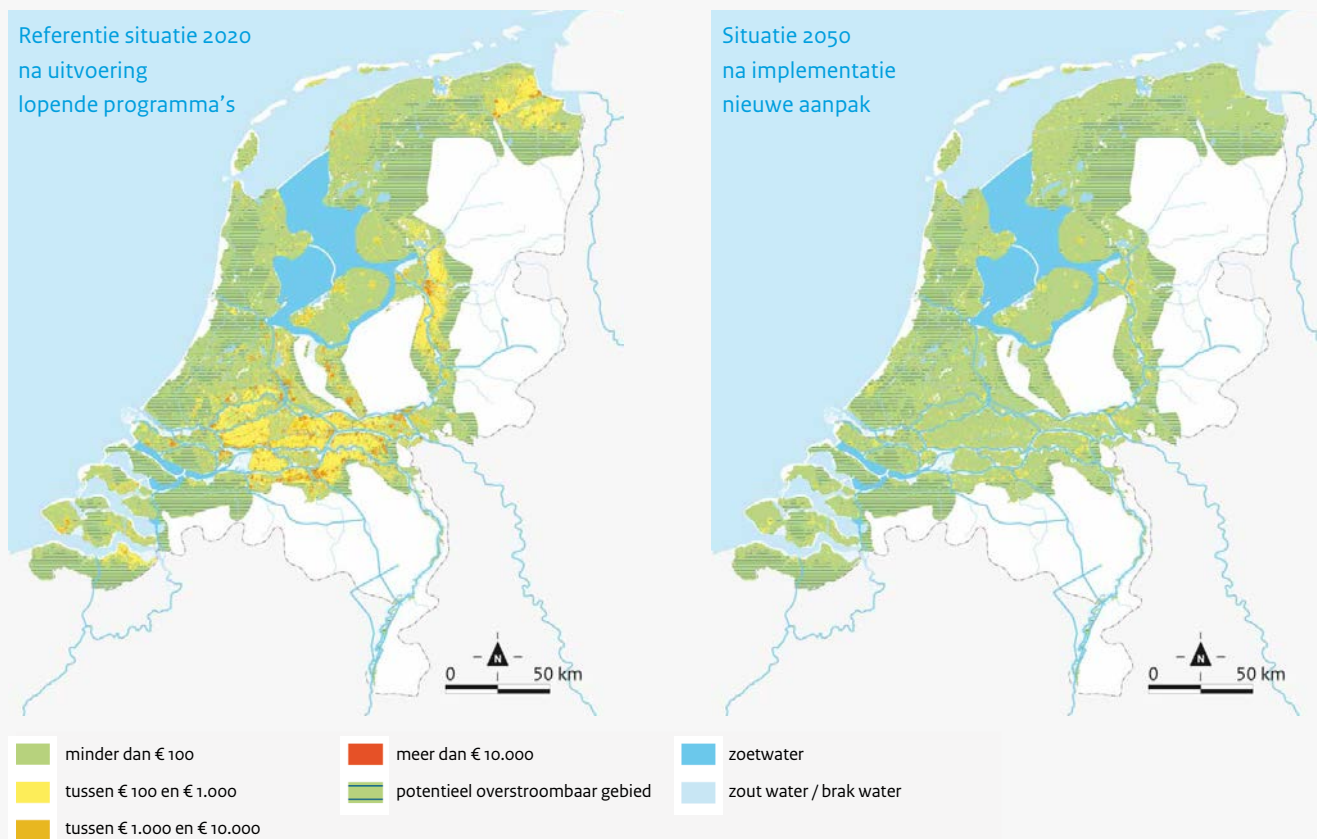 Referentie situatie 2020
na uitvoering
lopende programma's
N
0 50 km
Situatie 2050
na implementatie
nieuwe aanpak
N
0 50 km
minder dan € 100
tussen € 100 en € 1.000
tussen € 1.000 en € 10.000
meer dan € 10.000
potentieel overstroombaar gebied
zoetwater
zout water / brak water